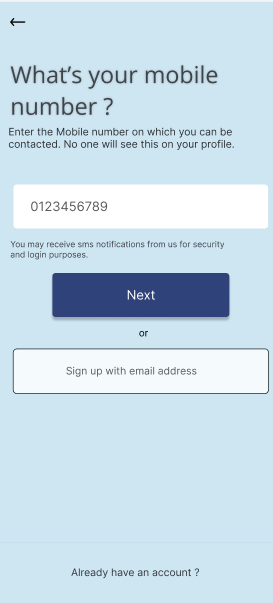 What's your mobile
number ?
Enter the Mobile number on which you can be
contacted. No one will see this on your profile.
0123456789
You may receive sms notifications from us for security
and login purposes.
Next
or
Sign up with email address
Already have an account ?